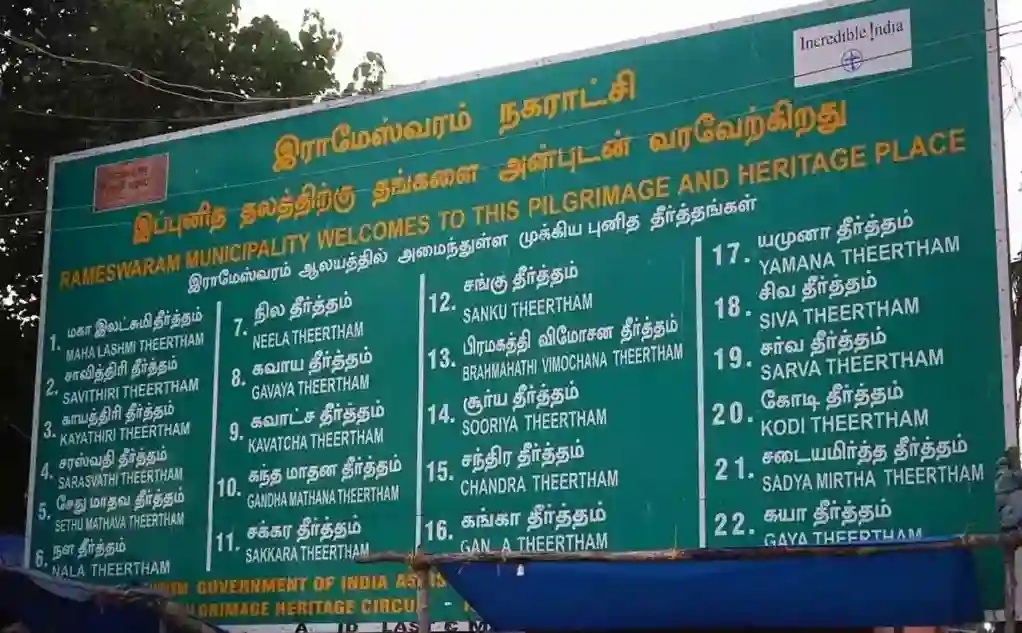 Incredible !ndia
இராமேஸ்வரம் நகராட்சி
இப்புனித தலத்திற்கு தங்களை அன்புடன் வரவேற்கிறது
RAMESWARAM MUNICIPALITY WELCOMES TO THIS PILGRIMAGE AND HERITAGE PLACE
இராமேஸ்வரம் ஆலயத்தில் அமைந்துள்ள முக்கிய புனித தீர்த்தங்கள்
1. மகா இலட்சுமி தீர்த்தம்
MAHA LASHMI THEERTHAM
2. சாவித்திரி தீர்த்தம்
SAVITHIRI THEERTHAM
3. காயத்திரி தீர்த்தம்
KAYATHIRI THEERTHAM
4. சரஸ்வதி தீர்த்தம்
SARASVATHI THEERTHAM
5. சேது மாதவ தீர்த்தம்
SETHU MATHAVA THEERTHAM
6. நள தீர்த்தம்
NALA THEERTHAM
7. நில தீர்த்தம்
NEELA THEERTHAM
8. கவாய தீர்த்தம்
GAVAYA THEERTHAM
9. கவாட்ச தீர்த்தம்
KAVATCHA THEERTHAM
10. கந்த மாதன தீர்த்தம்
GANDHA MATHANA THEERTHAM
11. சக்கர தீர்த்தம்
SAKKARA THEERTHAM
12. சங்கு தீர்த்தம்
SANKU THEERTHAM
13. பிரமகத்தி விமோசன தீர்த்தம்
BRAHMAHATHI VIMOCHANA THEERTHAM
14. சூர்ய தீர்த்தம்
SOORIYA THEERTHAM
15. சந்திர தீர்த்தம்
CHANDRA THEERTHAM
16. கங்கா தீர்த்தம்
GAN A THEERTHAM
17. யமுனா தீர்த்தம்
YAMANA THEERTHAM
18. சிவ தீர்த்தம்
SIVA THEERTHAM
19. சர்வ தீர்த்தம்
SARVA THEERTHAM
20. கோடி தீர்த்தம்
KODI THEERTHAM
21. சடையமிர்த்த தீர்த்தம்
SADYA MIRTHA THEERTHAM
22. கயா தீர்த்தம்
GAYA THEERTHAM
GOVERNMENT OF INDIA
HERITAGE